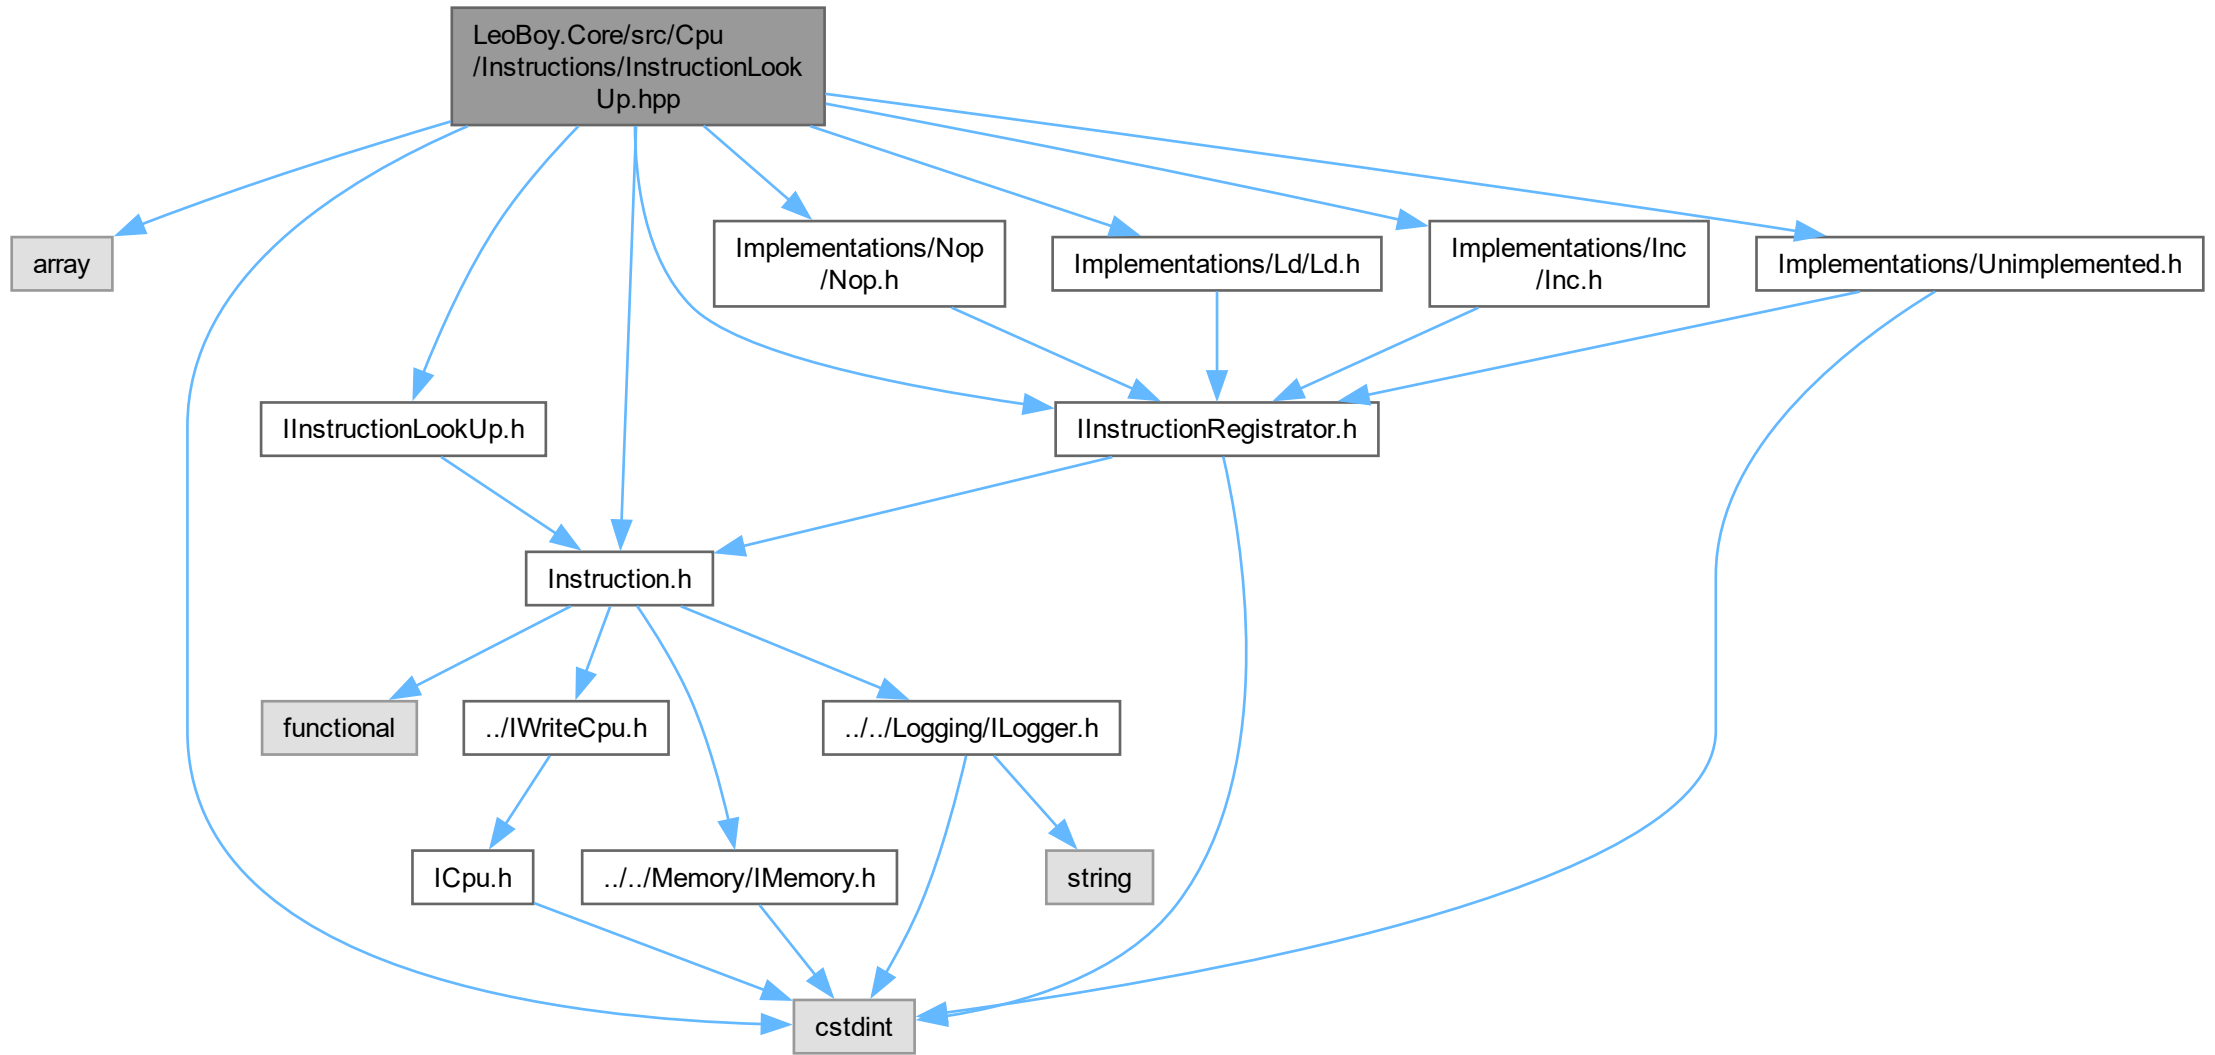 LeoBoy.Core/src/Cpu
/Instructions/InstructionLook
Up.hpp
array
Implementations/Nop
/Nop.h
Implementations/Ld/Ld.h
Implementations/Inc
/Inc.h
Implementations/Unimplemented.h
IInstructionLookUp.h
IInstructionRegistrator.h
Instruction.h
functional
../IWriteCpu.h
../../Logging/ILogger.h
ICpu.h
../../Memory/IMemory.h
string
cstdint